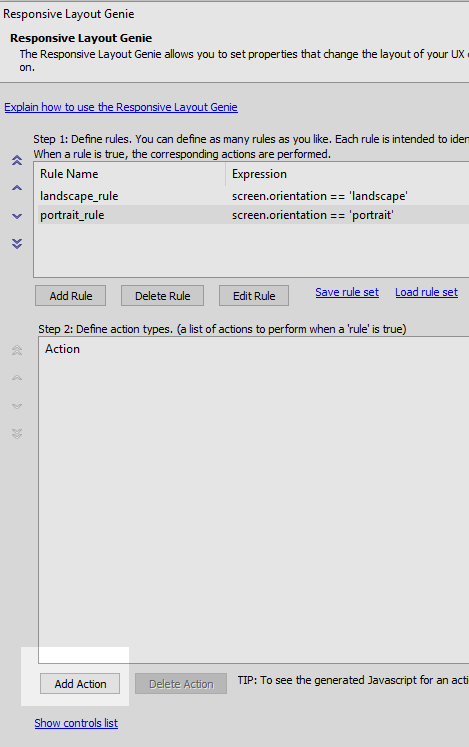 Responsive Layout Genie
Responsive Layout Genie
The Responsive Layout Genie allows you to set properties that change the layout of your UX
on.
Explain how to use the Responsive Layout Genie
Step 1: Define rules. You can define as many rules as you like. Each rule is intended to
When a rule is true, the corresponding actions are performed.
Rule Name Expression
landscape_rule screen.orientation == 'landscape'
portrait_rule screen.orientation == 'portrait'
Add Rule Delete Rule Edit Rule Save rule set Load rule set
Step 2: Define action types. (a list of actions to perform when a 'rule' is true)
Action
Add Action Delete Action TIP: To see the generated Javascript for an
Show controls list